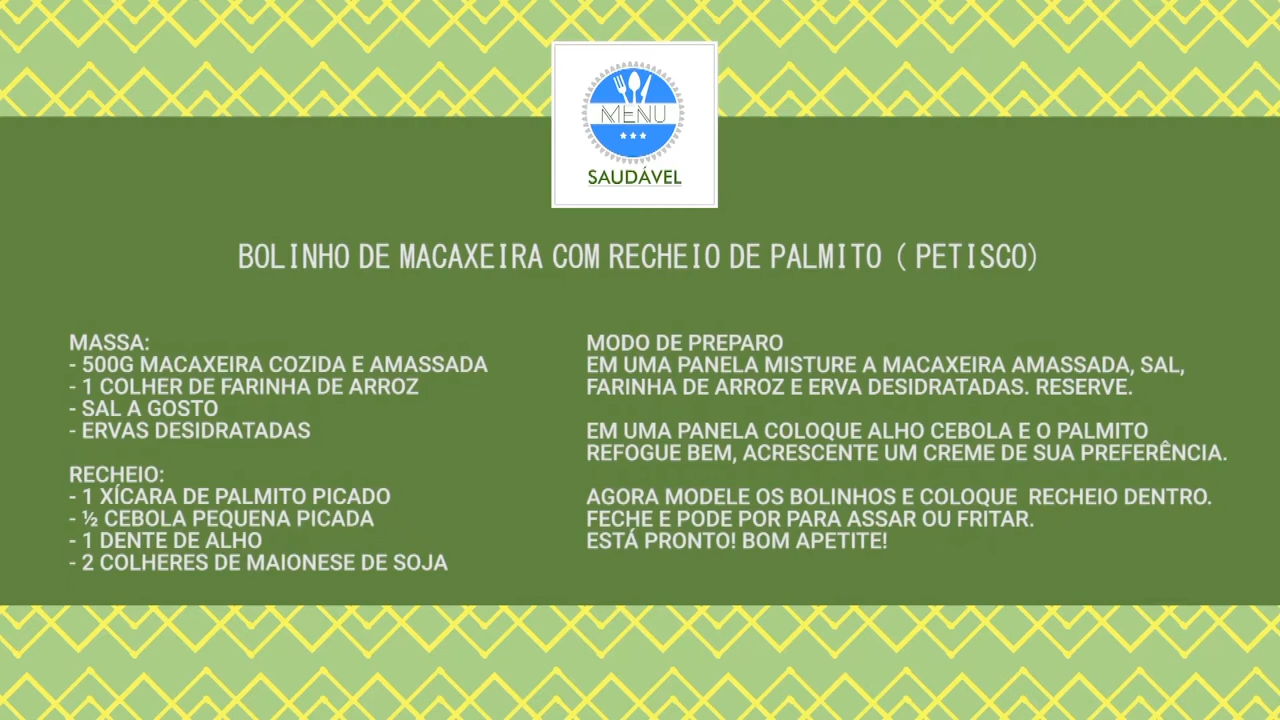 MENU
SAUDÁVEL
BOLINHO DE MACAXEIRA COM RECHEIO DE PALMITO ( PETISCO)
MASSA:
- 500G MACAXEIRA COZIDA E AMASSADA
- 1 COLHER DE FARINHA DE ARROZ
- SAL A GOSTO
- ERVAS DESIDRATADAS
RECHEIO:
- 1 XÍCARA DE PALMITO PICADO
- ½ CEBOLA PEQUENA PICADA
- 1 DENTE DE ALHO
- 2 COLHERES DE MAIONESE DE SOJA
MODO DE PREPARO
EM UMA PANELA MISTURE A MACAXEIRA AMASSADA, SAL,
FARINHA DE ARROZ E ERVA DESIDRATADAS. RESERVE.
EM UMA PANELA COLOQUE ALHO CEBOLA E O PALMITO
REFOGUE BEM, ACRESCENTE UM CREME DE SUA PREFERÊNCIA.
AGORA MODELE OS BOLINHOS E COLOQUE  RECHEIO DENTRO.
FECHE E PODE POR PARA ASSAR OU FRITAR.
ESTÁ PRONTO! BOM APETITE!